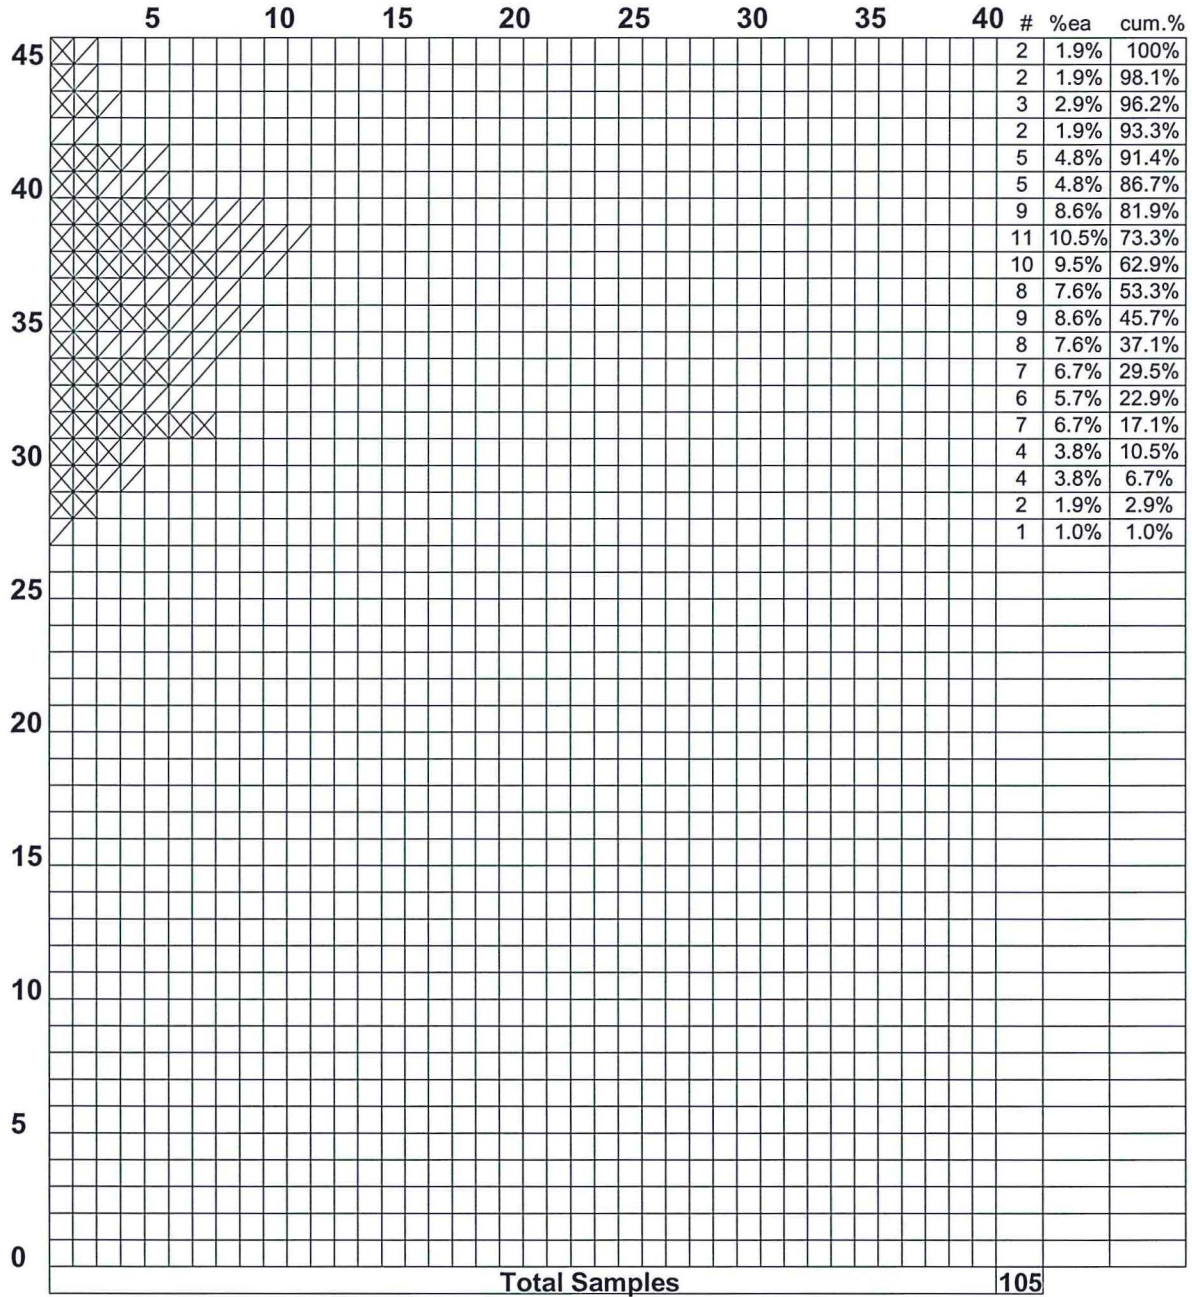 5 10 15 20 25 30 35 40 # %ea cum.%
45 2 1.9% 100%
2 1.9% 98.1%
3 2.9% 96.2%
2 1.9% 93.3%
5 4.8% 91.4%
40 5 4.8% 86.7%
9 8.6% 81.9%
11 10.5% 73.3%
10 9.5% 62.9%
8 7.6% 53.3%
35 9 8.6% 45.7%
8 7.6% 37.1%
7 6.7% 29.5%
6 5.7% 22.9%
7 6.7% 17.1%
30 4 3.8% 10.5%
4 3.8% 6.7%
2 1.9% 2.9%
1 1.0% 1.0%
25
20
15
10
5
0
Total Samples 105